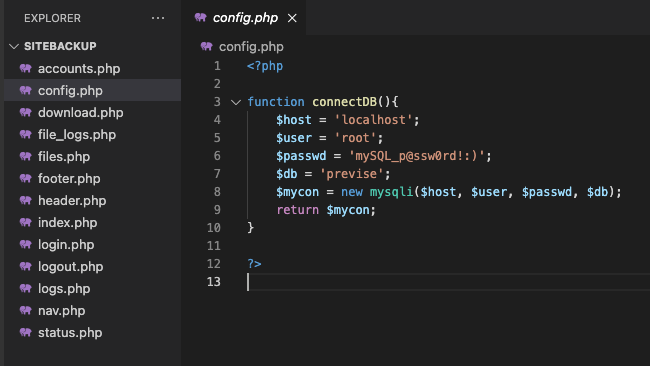 EXPLORER
...
SITEBACKUP
accounts.php
config.php
download.php
file_logs.php
files.php
footer.php
header.php
index.php
login.php
logout.php
logs.php
nav.php
status.php
config.php ×
config.php
1 <?php
2
3 function connectDB(){
4     $host = 'localhost';
5     $user = 'root';
6     $passwd = 'mySQL_p@ssw0rd!:)';
7     $db = 'previse';
8     $mycon = new mysqli($host, $user, $passwd, $db);
9     return $mycon;
10 }
11
12 ?>
13